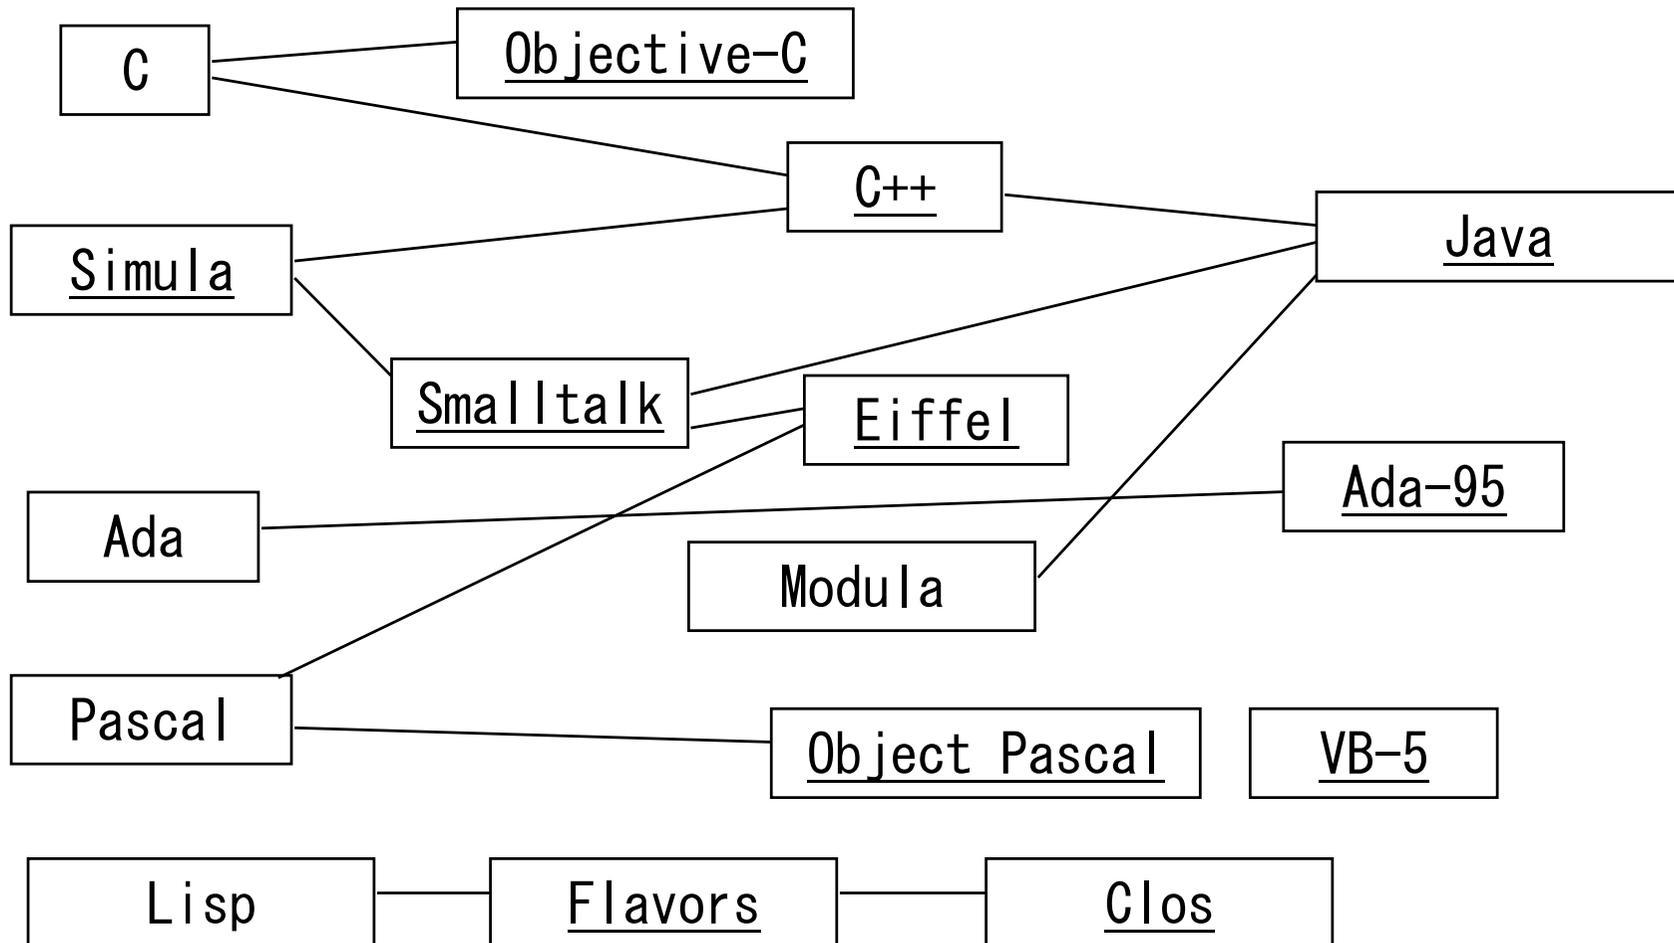 C
Objective-C
C++
Java
Simula
Smalltalk
Eiffel
Ada-95
Ada
Modula
Pascal
Object Pascal
VB-5
Lisp
Flavors
Clos